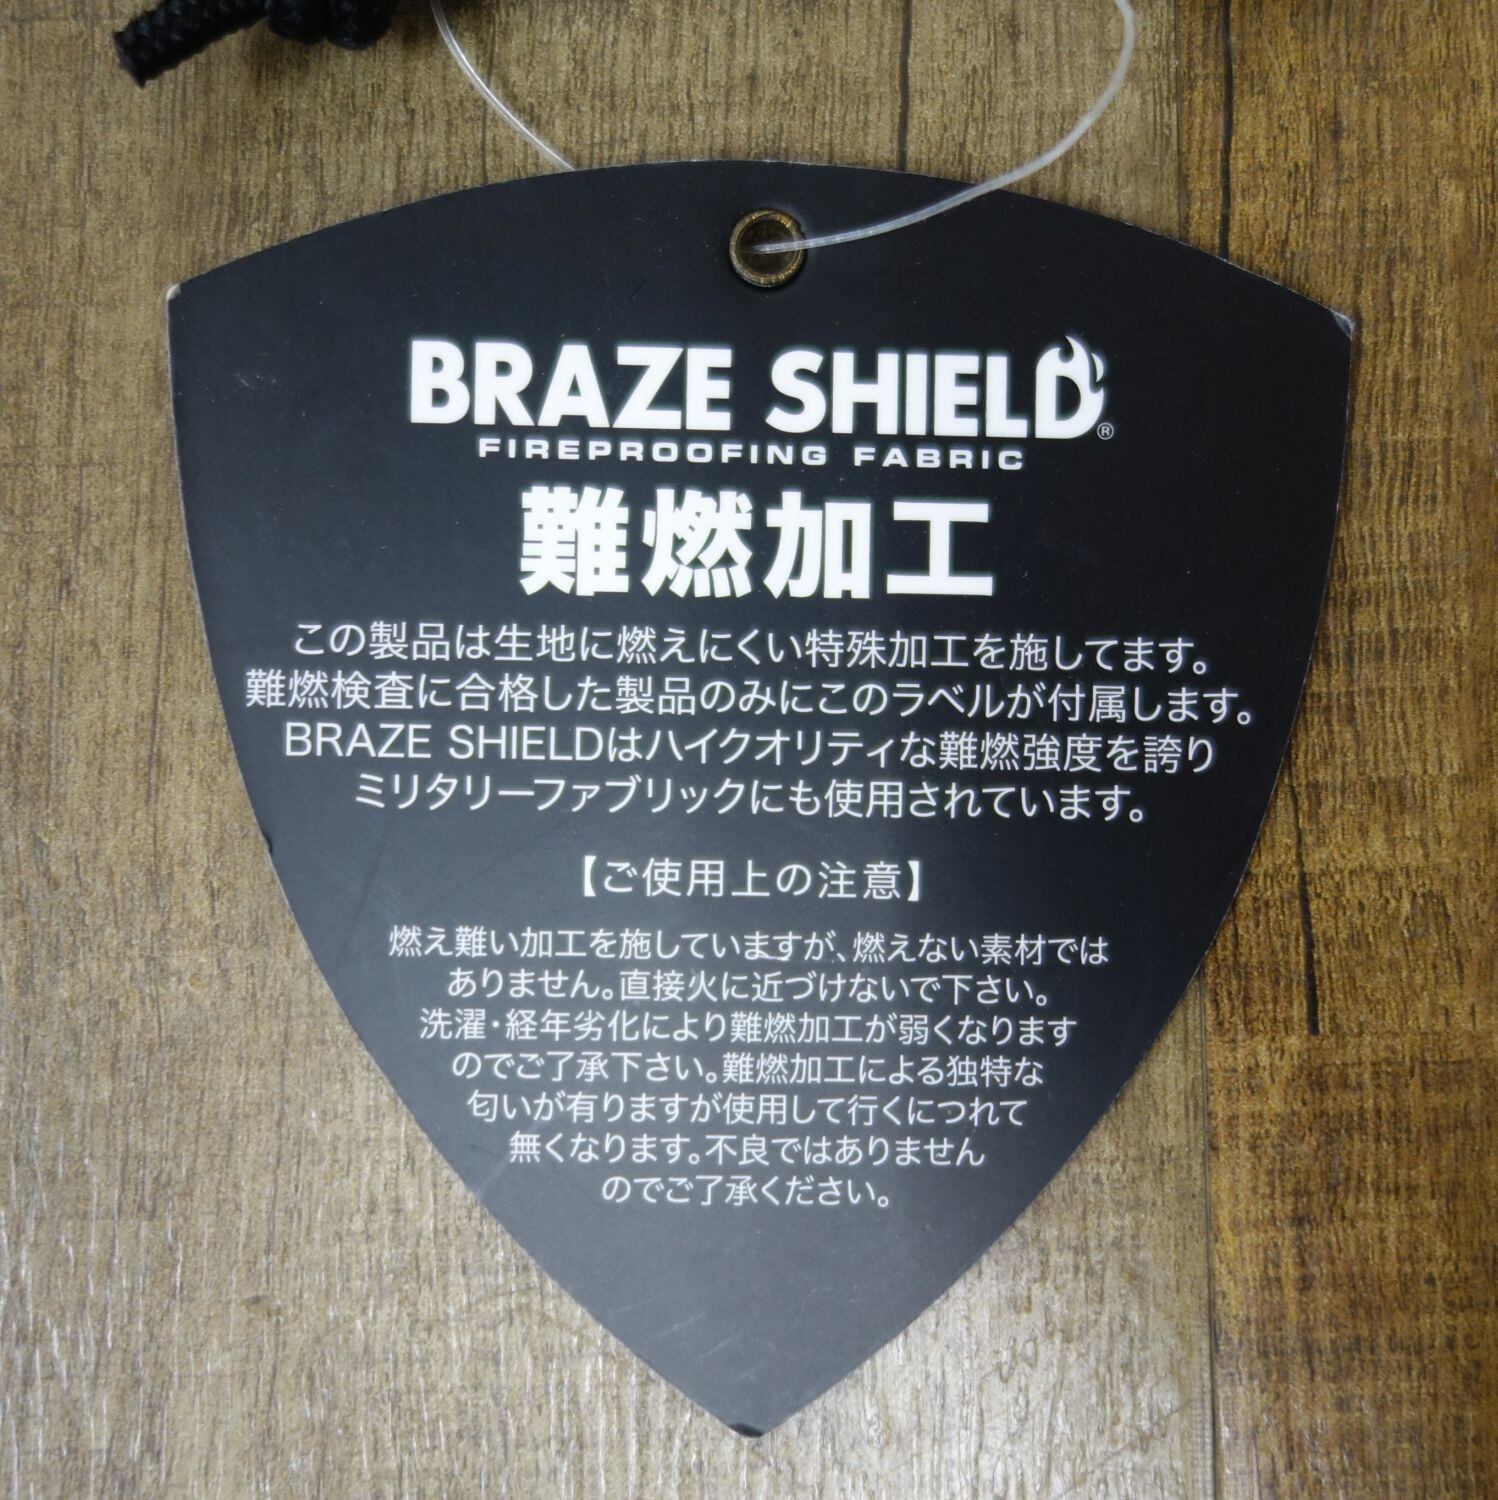 BRAZE SHIELD®
FIREPROOFING FABRIC
難燃加工
この製品は生地に燃えにくい特殊加工を施してます。
難燃検査に合格した製品のみにこのラベルが付属します。
BRAZE SHIELDはハイクオリティな難燃強度を誇り
ミリタリーファブリックにも使用されています。
【ご使用上の注意】
燃え難い加工を施していますが、燃えない素材では
ありません。直接火に近づけないで下さい。
洗濯・経年劣化により難燃加工が弱くなります
のでご了承下さい。難燃加工による独特な
匂いが有りますが使用して行くにつれて
無くなります。不良ではありません
のでご了承ください。